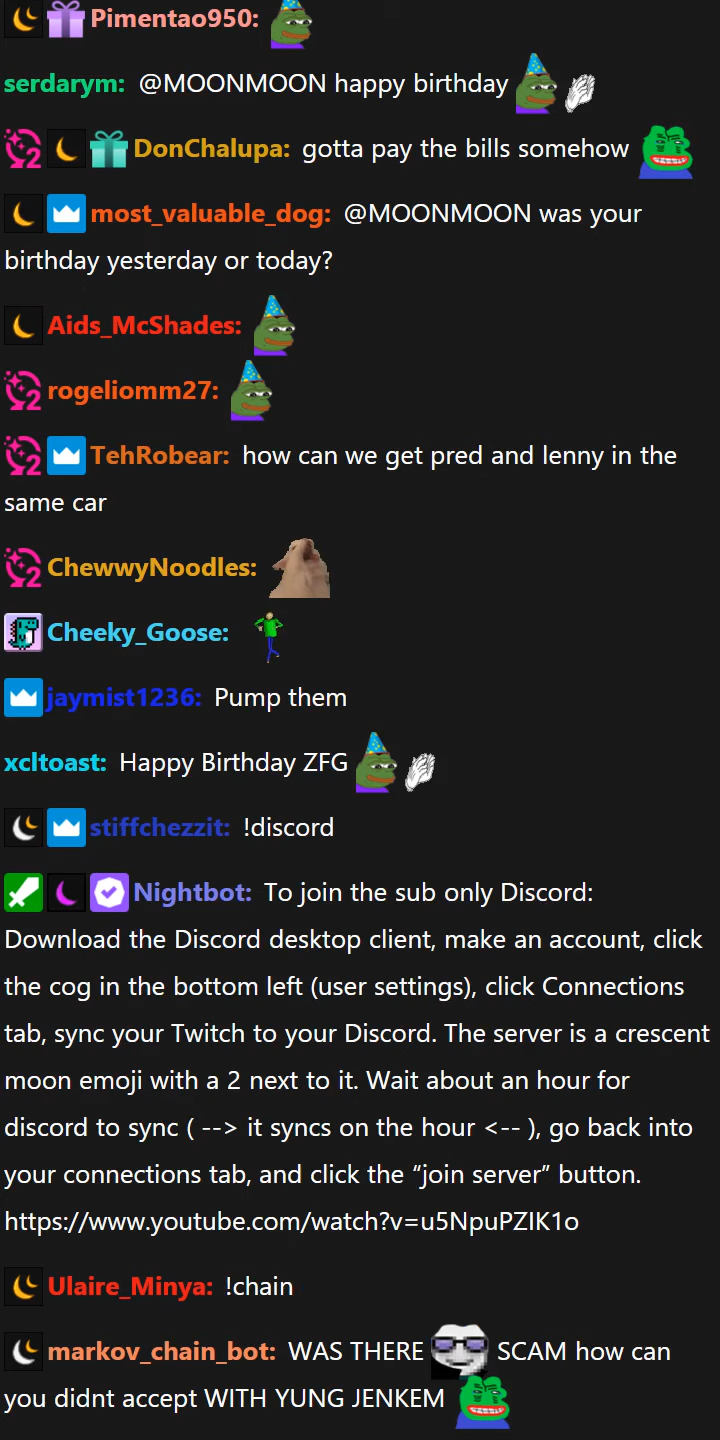 Pimentao950:
serdarym: @MOONMOON happy birthday
DonChalupa: gotta pay the bills somehow
most_valuable_dog: @MOONMOON was your
birthday yesterday or today?
Aids_McShades:
rogeliomm27:
TehRobear: how can we get pred and lenny in the
same car
ChewwyNoodles:
Cheeky_Goose:
jaymist1236: Pump them
xcltoast: Happy Birthday ZFG
stiffchezzit: !discord
Nightbot: To join the sub only Discord:
Download the Discord desktop client, make an account, click
the cog in the bottom left (user settings), click Connections
tab, sync your Twitch to your Discord. The server is a crescent
moon emoji with a 2 next to it. Wait about an hour for
discord to sync ( --> it syncs on the hour <-- ), go back into
your connections tab, and click the “join server” button.
https://www.youtube.com/watch?v=u5NpuPZIK1o
Ulaire_Minya: !chain
markov_chain_bot: WAS THERE SCAM how can
you didnt accept WITH YUNG JENKEM